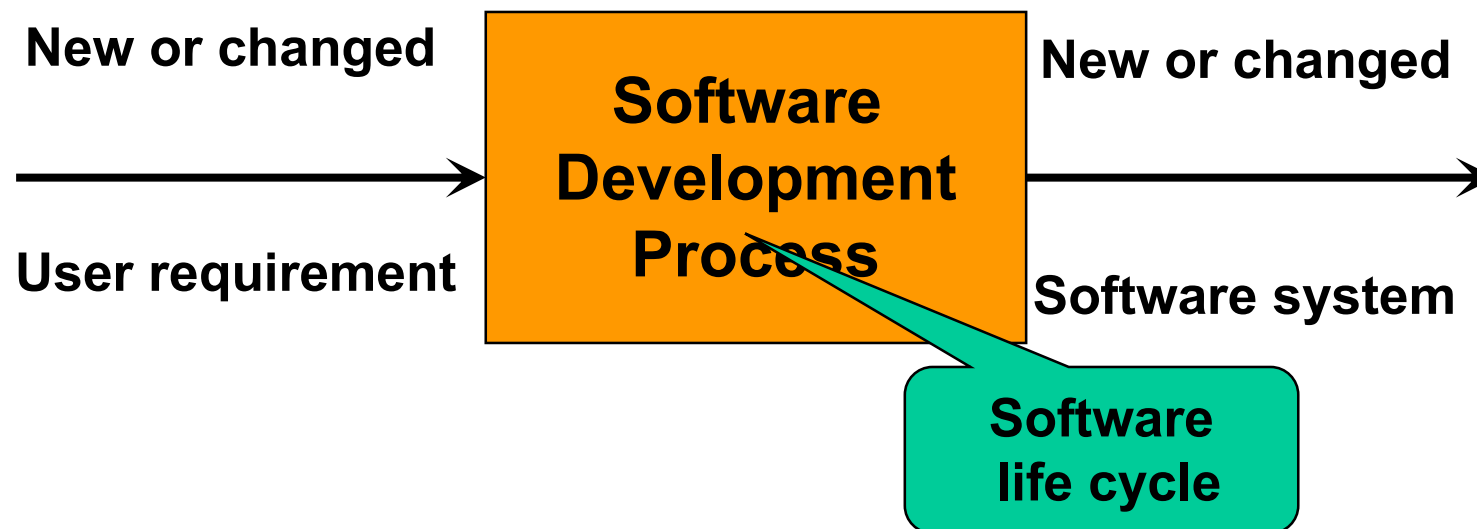 New or changed
User requirement
Software
Development
Process
New or changed
Software system
Software
life cycle